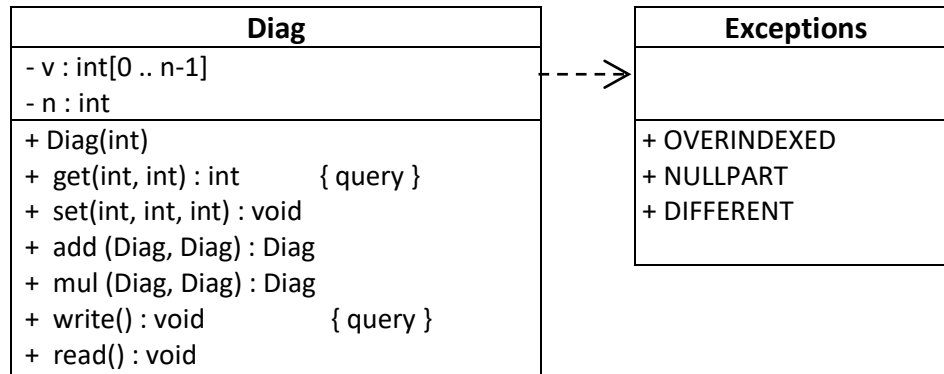 Diag
- v : int[0 .. n-1]
- n : int
+ Diag(int)
+ get(int, int) : int { query }
+ set(int, int, int) : void
+ add (Diag, Diag) : Diag
+ mul (Diag, Diag) : Diag
+ write() : void { query }
+ read() : void
Exceptions
+ OVERINDEXED
+ NULLPART
+ DIFFERENT